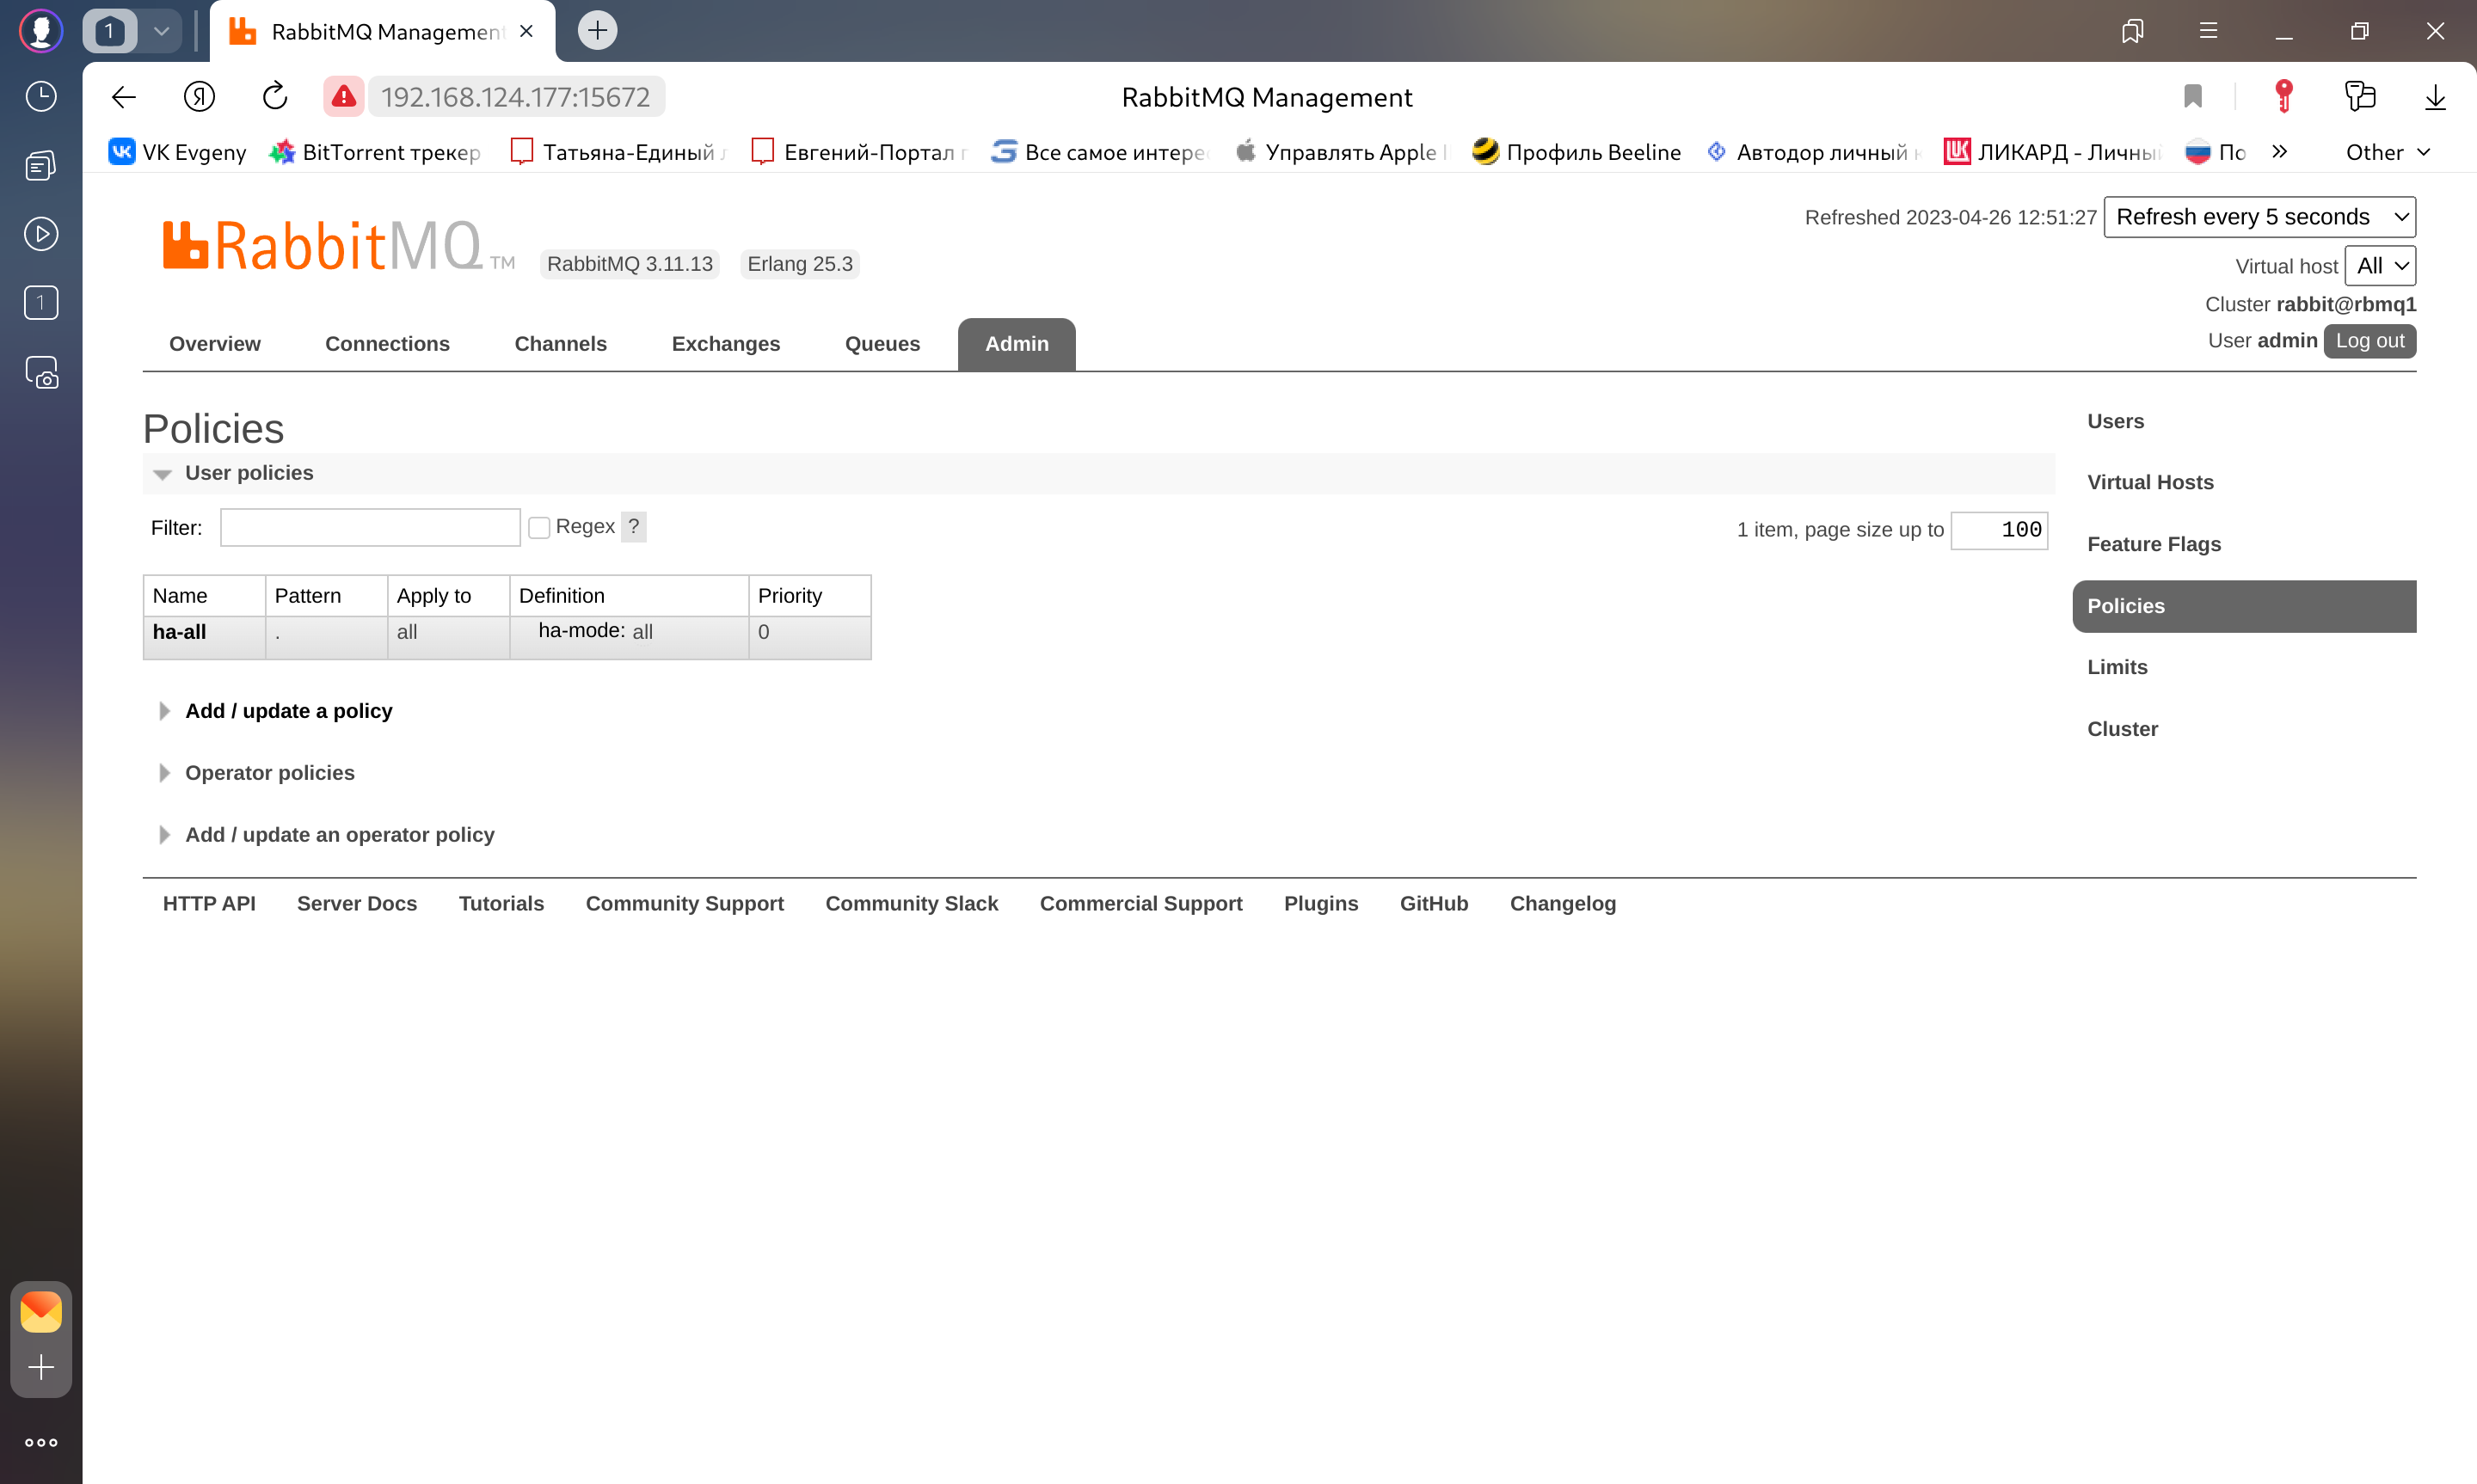 1
RabbitMQ Management
192.168.124.177:15672
RabbitMQ Management
VK Evgeny
BitTorrent трекер
Татьяна-Единый
Евгений-Портал
Все самое интере
Управлять Apple
Профиль Beeline
Автодор личный
ЛИКАРД - Личны
По
Other
1
RabbitMQ TM
RabbitMQ 3.11.13
Erlang 25.3
Refreshed 2023-04-26 12:51:27
Refresh every 5 seconds
Virtual host All
Cluster rabbit@rbmq1
User admin Log out
Overview
Connections
Channels
Exchanges
Queues
Admin
Policies
User policies
Filter:
Regex ?
1 item, page size up to 100
Name Pattern Apply to Definition Priority
ha-all . all ha-mode: all 0
Add / update a policy
Operator policies
Add / update an operator policy
Users
Virtual Hosts
Feature Flags
Policies
Limits
Cluster
HTTP API
Server Docs
Tutorials
Community Support
Community Slack
Commercial Support
Plugins
GitHub
Changelog